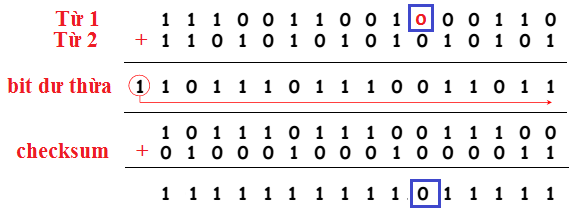 Từ 1 1 1 1 0 0 1 1 0 0 1 0 0 0 1 1 0
Từ 2 + 1 1 0 1 0 1 0 1 0 1 0 1 0 1 0 1
bit dư thừa 1 1 0 1 1 1 0 1 1 1 0 0 1 1 0 1 1
1 0 1 1 1 0 1 1 1 0 0 1 1 1 0 0
checksum + 0 1 0 0 0 1 0 0 0 1 0 0 0 0 1 1
1 1 1 1 1 1 1 1 1 1 0 1 1 1 1 1